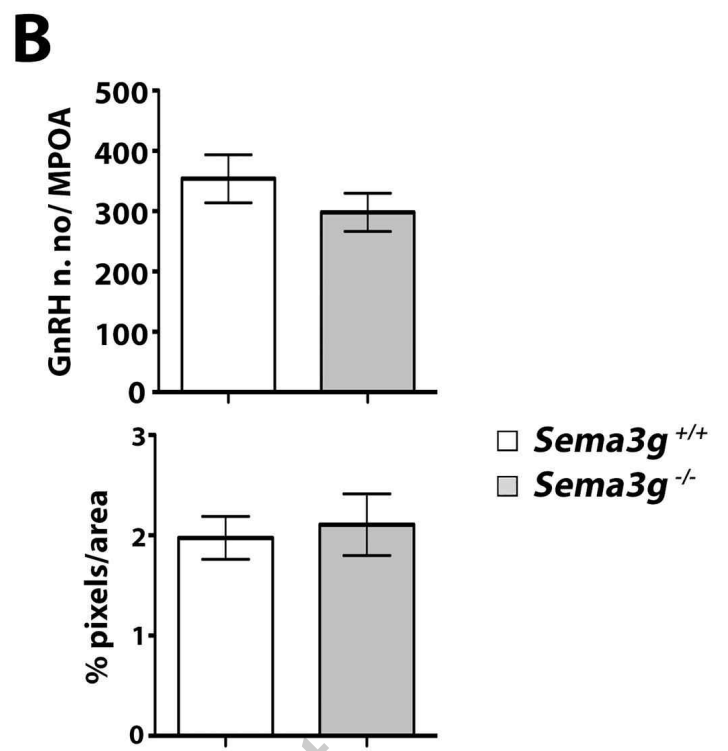 B
GnRH n. no/ MPOA
500
400
300
200
100
0
% pixels/area
3
2
1
0
Sema3g +/+
Sema3g -/-